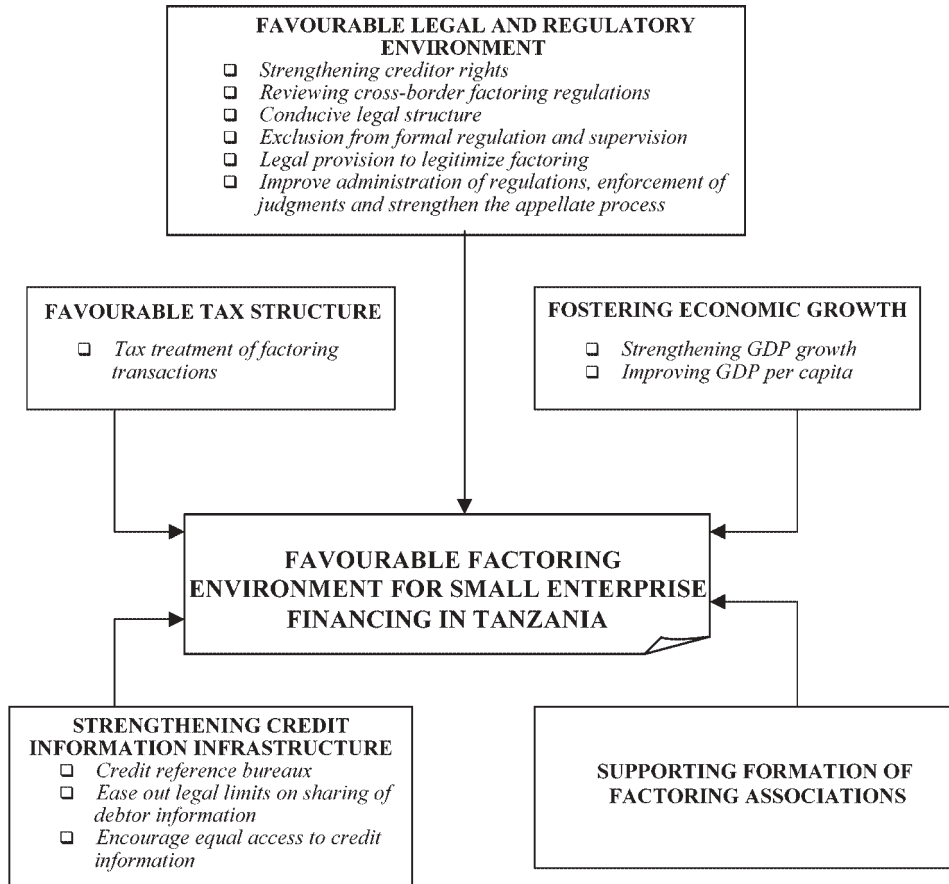 FAVOURABLE LEGAL AND REGULATORY
ENVIRONMENT
❑ Strengthening creditor rights
❑ Reviewing cross-border factoring regulations
❑ Conducive legal structure
❑ Exclusion from formal regulation and supervision
❑ Legal provision to legitimize factoring
❑ Improve administration of regulations, enforcement of
judgments and strengthen the appellate process
FAVOURABLE TAX STRUCTURE
❑ Tax treatment of factoring
transactions
FOSTERING ECONOMIC GROWTH
❑ Strengthening GDP growth
❑ Improving GDP per capita
FAVOURABLE FACTORING
ENVIRONMENT FOR SMALL ENTERPRISE
FINANCING IN TANZANIA
STRENGTHENING CREDIT
INFORMATION INFRASTRUCTURE
❑ Credit reference bureaux
❑ Ease out legal limits on sharing of
debtor information
❑ Encourage equal access to credit
information
SUPPORTING FORMATION OF
FACTORING ASSOCIATIONS